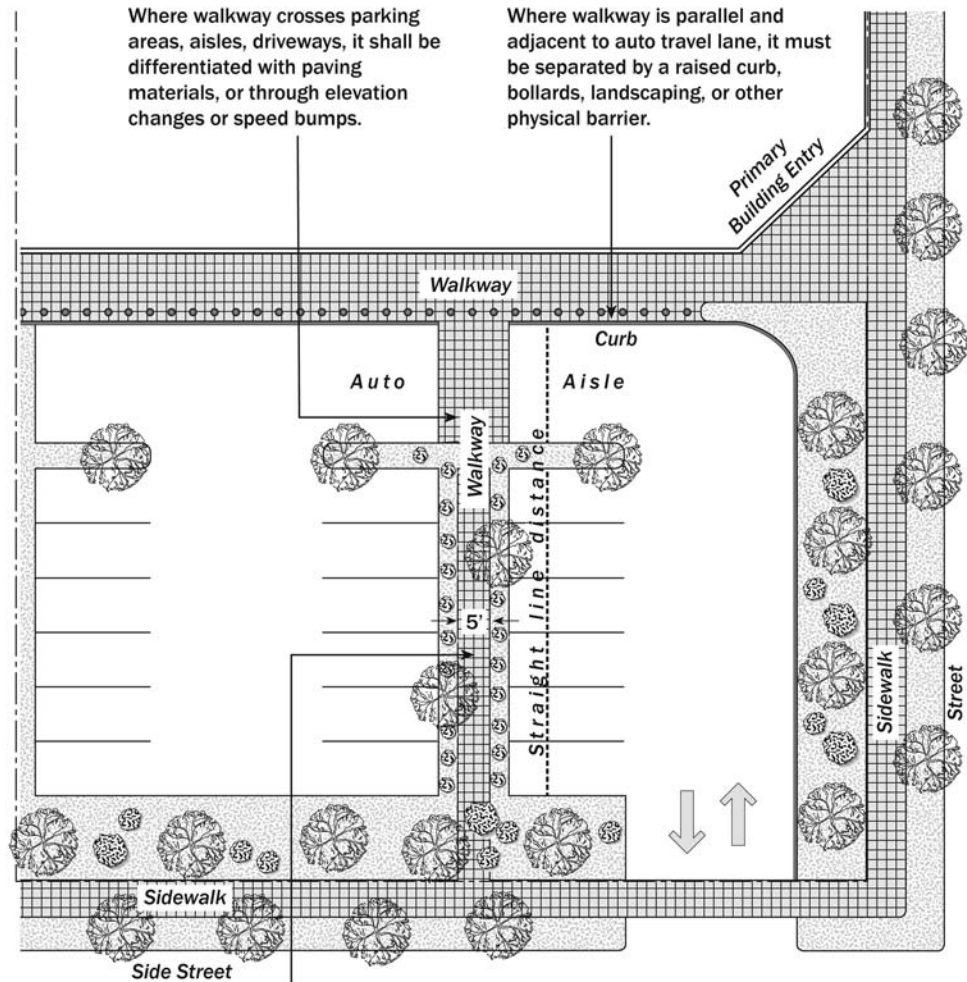 Where walkway crosses parking
areas, aisles, driveways, it shall be
differentiated with paving
materials, or through elevation
changes or speed bumps.
Where walkway is parallel and
adjacent to auto travel lane, it must
be separated by a raised curb,
bollards, landscaping, or other
physical barrier.
Primary
Building Entry
Walkway
Curb
Auto Aisle
Walkway
Straight line distance
5'
Sidewalk
Street
Sidewalk
Side Street